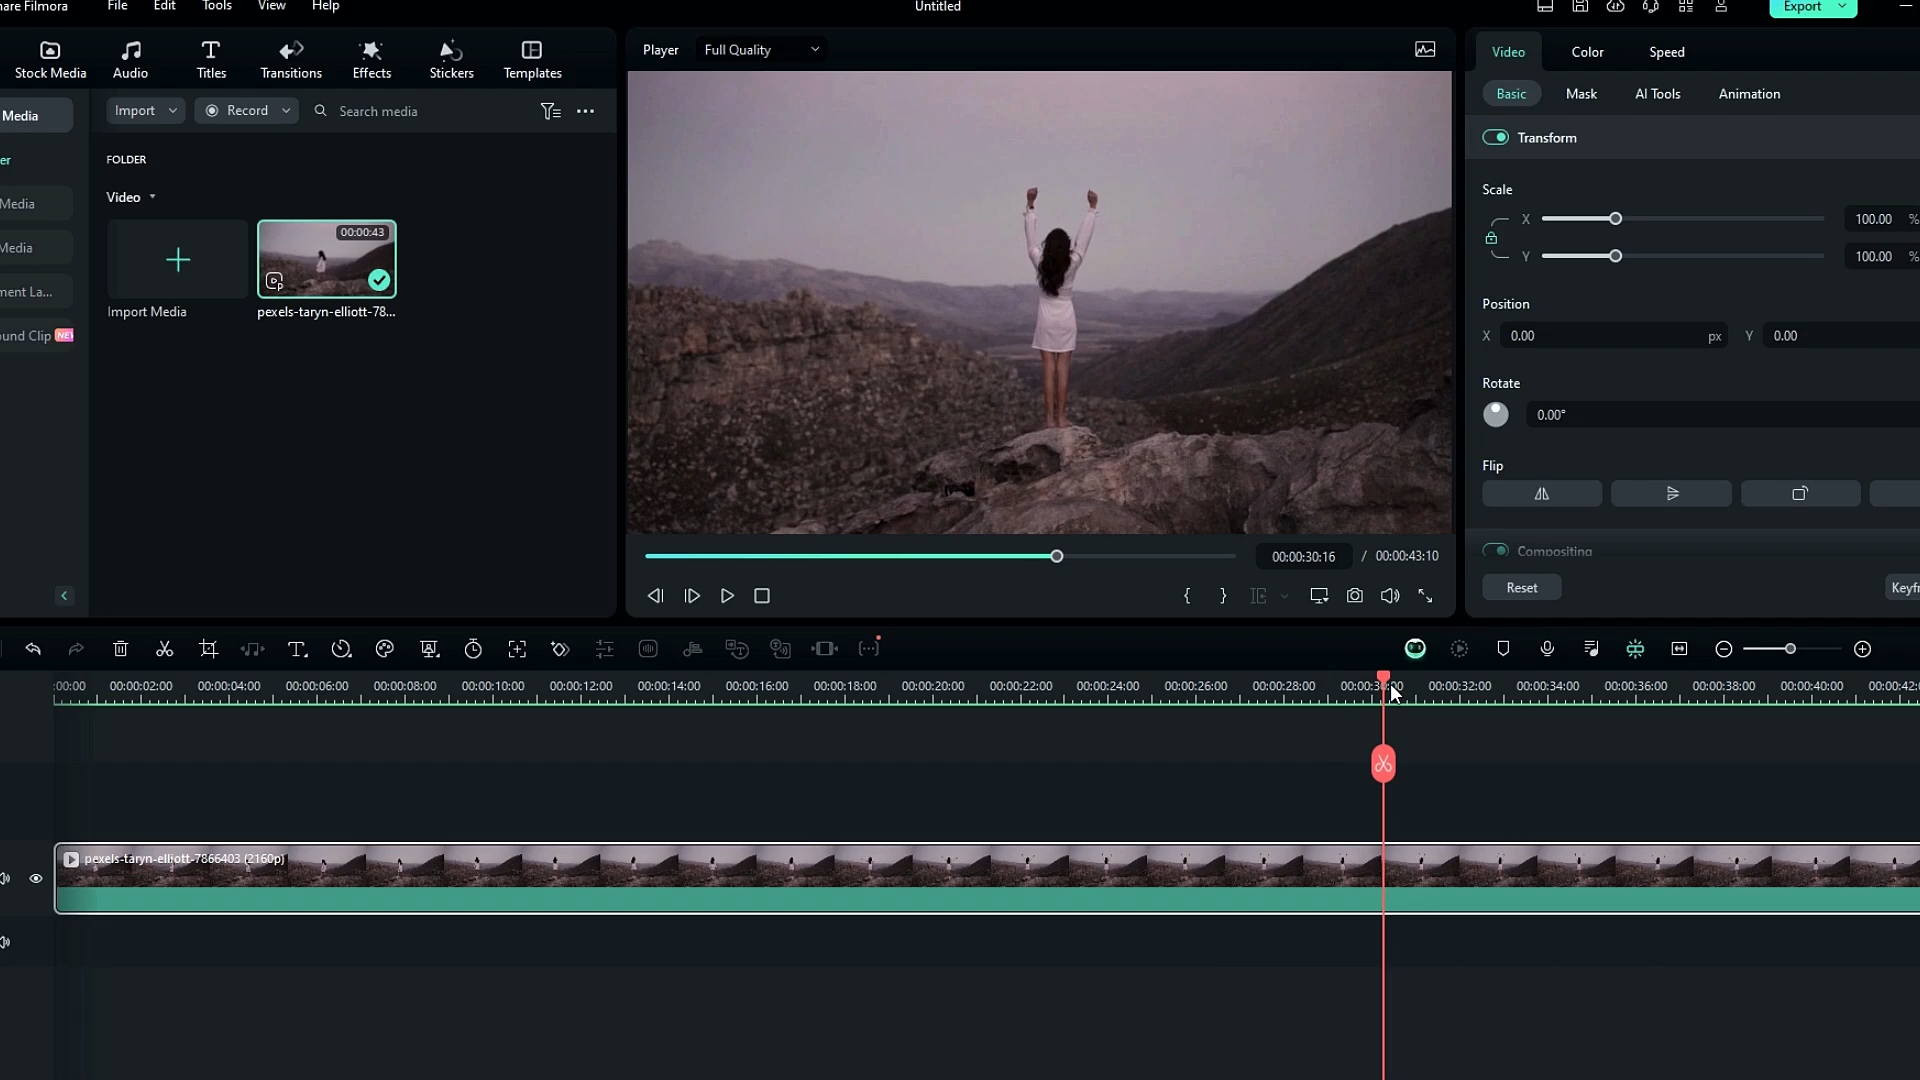 are Filmora File Edit Tools View Help Untitled Export
Stock Media Audio Titles Transitions Effects Stickers Templates
Player Full Quality
Video Color Speed
Media
Import Record Search media
Basic Mask AI Tools Animation
er
FOLDER
Transform
Media
Video
Scale
X 100.00 %
Media
00:00:43
Y 100.00 %
ment La...
Import Media pexels-taryn-elliott-78...
Position
ound Clip NEW
X 0.00 px Y 0.00
Rotate
0.00°
Flip
Compositing
00:00:30:16 / 00:00:43:10
Reset Keyfr
:00:00 00:00:02:00 00:00:04:00 00:00:06:00 00:00:08:00 00:00:10:00 00:00:12:00 00:00:14:00 00:00:16:00 00:00:18:00 00:00:20:00 00:00:22:00 00:00:24:00 00:00:26:00 00:00:28:00 00:00:30:00 00:00:32:00 00:00:34:00 00:00:36:00 00:00:38:00 00:00:40:00 00:00:42:0
pexels-taryn-elliott-7866403 (2160p)